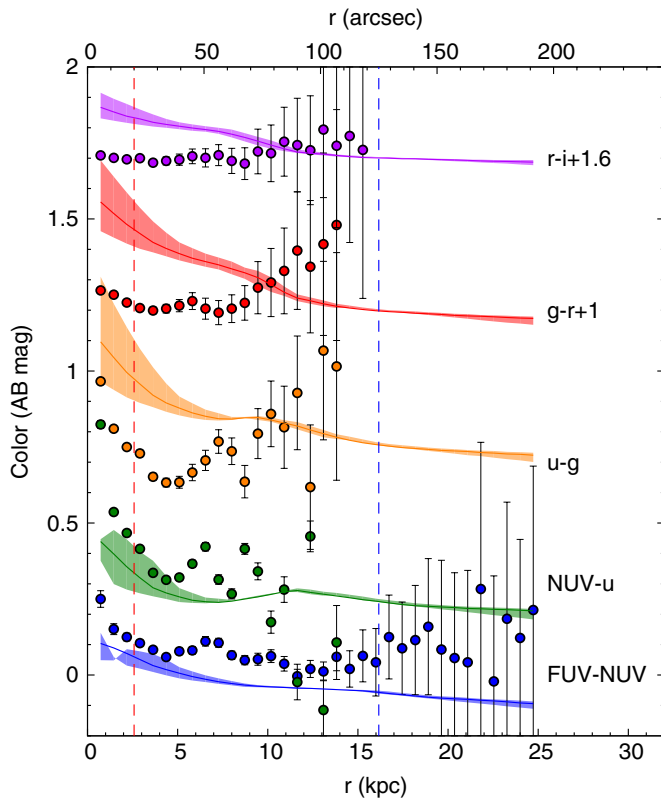 r (arcsec)
0 50 100 150 200
2
r-i+1.6
1.5
g-r+1
1
u-g
Color (AB mag)
0.5
NUV-u
0
FUV-NUV
0 5 10 15 20 25 30
r (kpc)